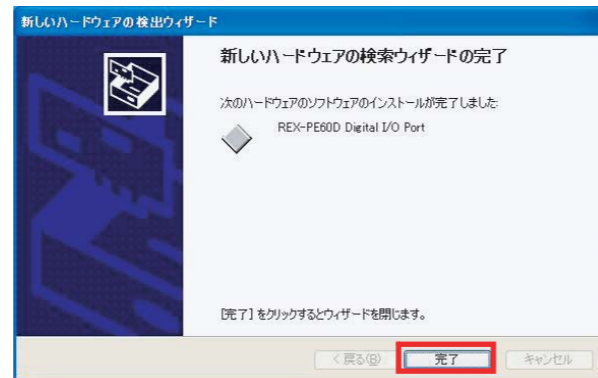 新しいハードウェアの検出ウィザード
新しいハードウェアの検索ウィザードの完了
次のハードウェアのソフトウェアのインストールが完了しました:
REX-PE60D Digital I/O Port
[完了] をクリックするとウィザードを閉じます。
< 戻る(B)
完了
キャンセル